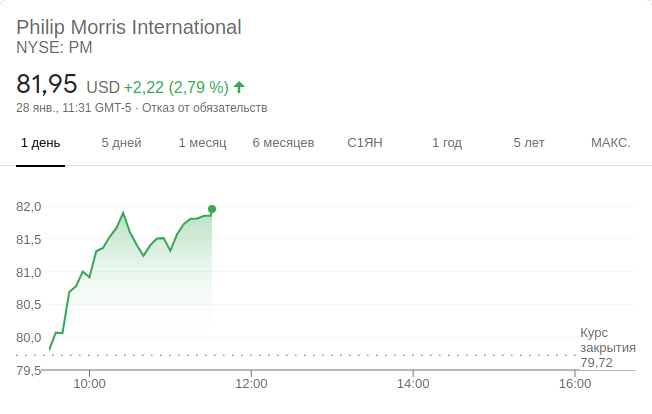 Philip Morris International
NYSE: PM
81,95 USD +2,22 (2,79 %)
28 янв., 11:31 GMT-5 · Отказ от обязательств
1 день 5 дней 1 месяц 6 месяцев С1ЯН 1 год 5 лет МАКС.
82,0
81,5
81,0
80,5
80,0
79,5
Курс
закрытия
79,72
10:00 12:00 14:00 16:00